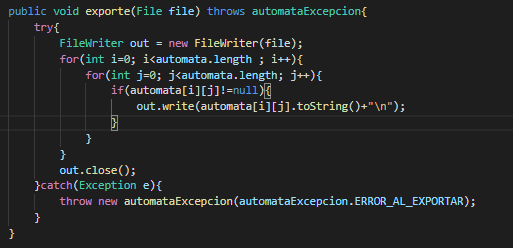 public void exporte(File file) throws automataExcepcion{
    try{
        FileWriter out = new FileWriter(file);
        for(int i=0; i<automata.length ; i++){
            for(int j=0; j<automata.length; j++){
                if(automata[i][j]!=null){
                    out.write(automata[i][j].toString()+"\n");
                }
            }
        }
        out.close();
    }catch(Exception e){
        throw new automataExcepcion(automataExcepcion.ERROR_AL_EXPORTAR);
    }
}